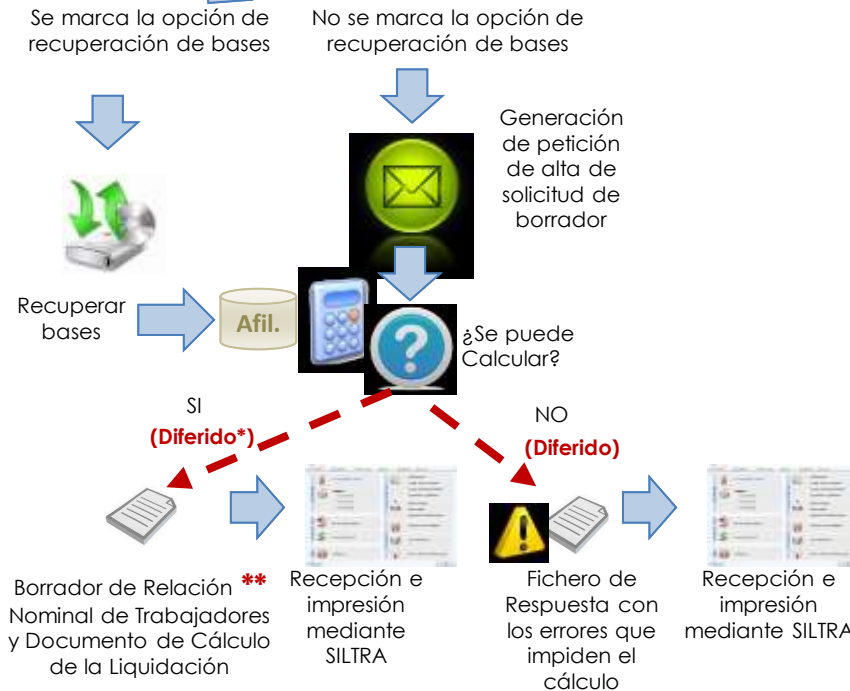 Se marca la opción de
recuperación de bases
No se marca la opción de
recuperación de bases
Generación
de petición
de alta de
solicitud de
borrador
Recuperar
bases
Afil.
¿Se puede
Calcular?
SI
(Diferido*)
NO
(Diferido)
Borrador de Relación **
Nominal de Trabajadores
y Documento de Cálculo
de la Liquidación
Recepción e
impresión
mediante
SILTRA
Fichero de
Respuesta con
los errores que
impiden el
cálculo
Recepción e
impresión
mediante SILTRA